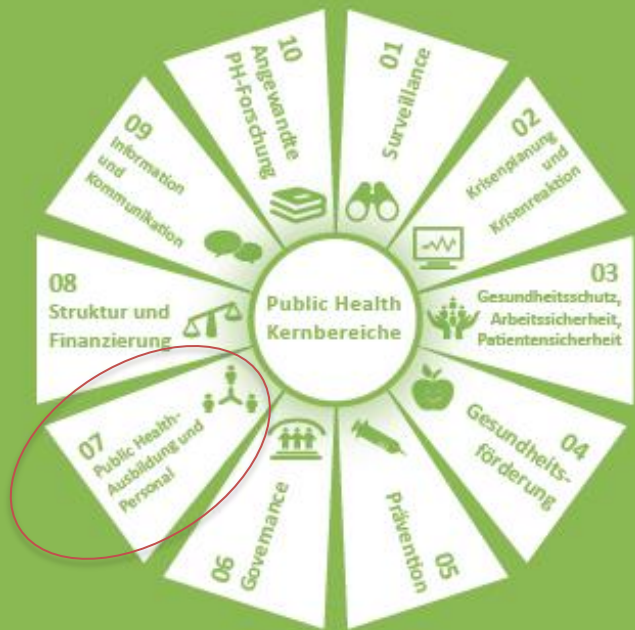 Public Health
Kernbereiche
01
Surveillance
02
Krisenplanung
und
Krisenreaktion
03
Gesundheitsschutz,
Arbeitssicherheit,
Patientensicherheit
04
Gesundheits-
förderung
05
Prävention
06
Governance
07
Public Health-
Ausbildung und
Personal
08
Struktur und
Finanzierung
09
Information
und
Kommunikation
10
Angewandte
PH-Forschung